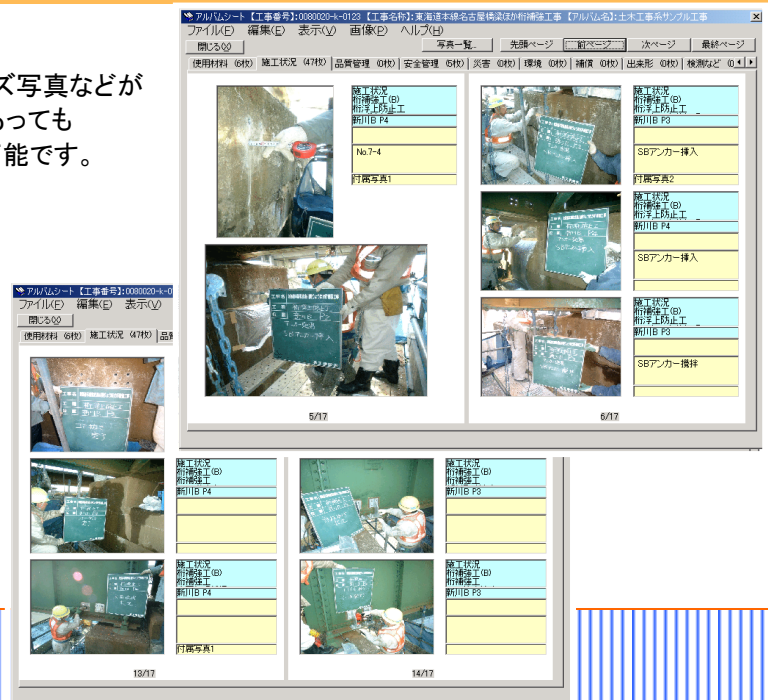 ズ写真などが
あっても
可能です。
アルバムシート 【工事番号】:0080020-k-0123 【工事名称】:東海道本線名古屋橋梁ほか桁補強工事 【アルバム名】:土木工事系サンプル工事
ファイル(F) 編集(E) 表示(V) 画像(P) ヘルプ(H)
閉じる(X) 写真一覧.. 先頭ページ 前ページ 次ページ 最終ページ
使用材料 (6枚) 施工状況 (47枚) 品質管理 (0枚) 安全管理 (6枚) 災害 (0枚) 環境 (0枚) 補償 (0枚) 出来形 (0枚) 検測など (0
施工状況
桁補強工(B)
桁浮上防止工
新川B P4
No.7-4
付属写真1
5/17
施工状況
桁補強工(B)
桁浮上防止工
新川B P3
SBアンカー挿入
付属写真2
施工状況
桁補強工(B)
桁浮上防止工
新川B P3
SBアンカー挿入
施工状況
桁補強工(B)
桁浮上防止工
新川B P3
SBアンカー攪拌
6/17
アルバムシート 【工事番号】:0080020-k-0
ファイル(F) 編集(E) 表示(V)
閉じる(X)
使用材料 (6枚) 施工状況 (47枚) 品質
施工状況
桁補強工(B)
桁補強工
新川B P4
施工状況
桁補強工(B)
桁補強工
新川B P4
付属写真1
13/17
施工状況
桁補強工(B)
桁補強工
新川B P3
施工状況
桁補強工(B)
桁補強工
新川B P3
14/17